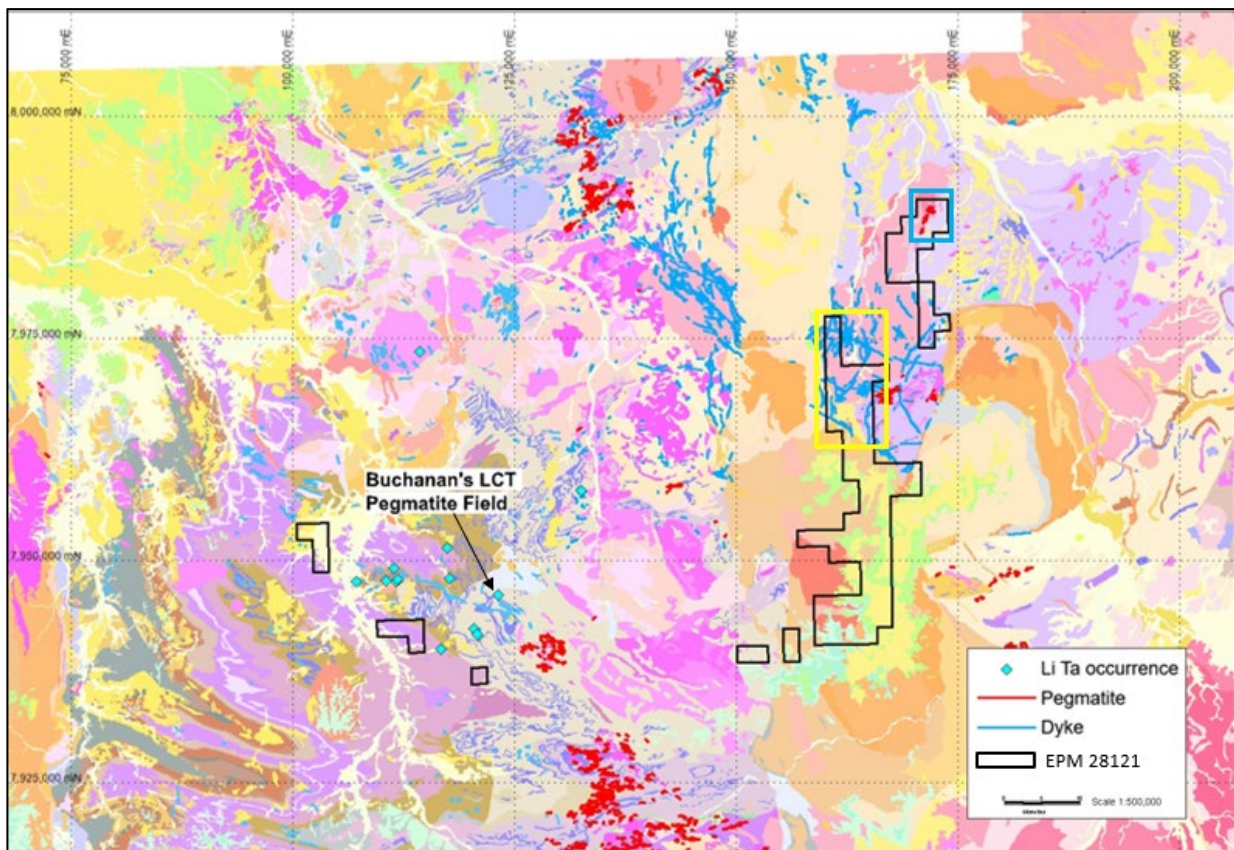 75,000 mE
100,000 mE
125,000 mE
150,000 mE
175,000 mE
200,000 mE
8,000,000 mN
7,975,000 mN
Buchanan's LCT
Pegmatite Field
7,950,000 mN
7,925,000 mN
Li Ta occurrence
Pegmatite
Dyke
EPM 28121
Scale 1:500,000